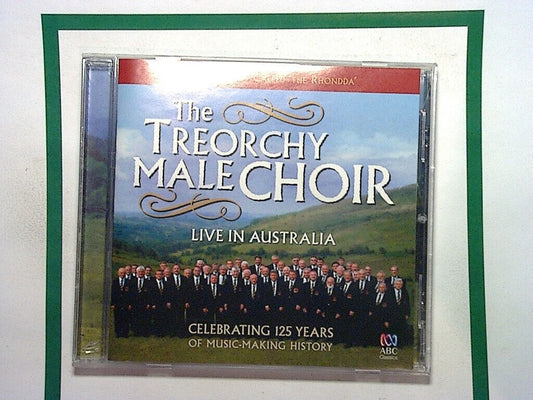 THE RHONDDA'
The
TREORCHY
MALE CHOIR
LIVE IN AUSTRALIA
CELEBRATING 125 YEARS
OF MUSIC-MAKING HISTORY
ABC
Classics